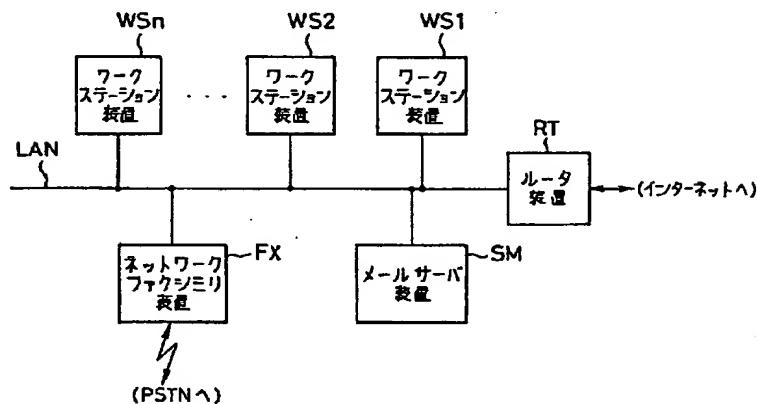 WSn
WS2
WS1
ワーク
ステーション
装置
...
ワーク
ステーション
装置
ワーク
ステーション
装置
LAN
RT
ルータ
装置
(インターネットへ)
ネットワーク
ファクシミリ
装置
FX
メールサーバ
装置
SM
(PSTNへ)